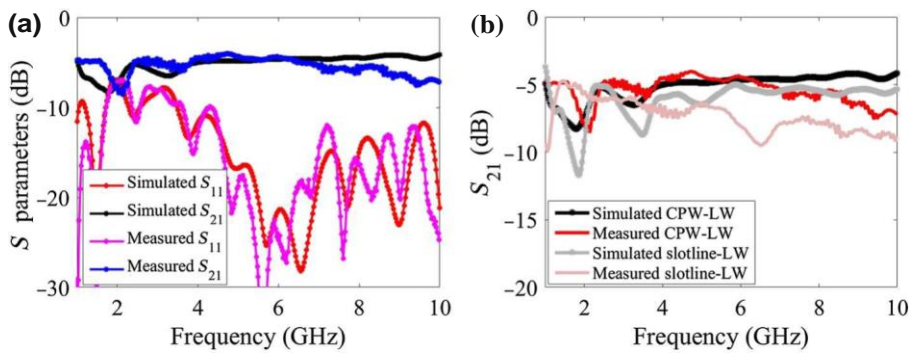 (a)
0
−10
−20
−30
S parameters (dB)
Simulated S11
Simulated S21
Measured S11
Measured S21
2 4 6 8 10
Frequency (GHz)
(b)
0
−5
−10
−15
−20
S21 (dB)
Simulated CPW-LW
Measured CPW-LW
Simulated slotline-LW
Measured slotline-LW
2 4 6 8 10
Frequency (GHz)